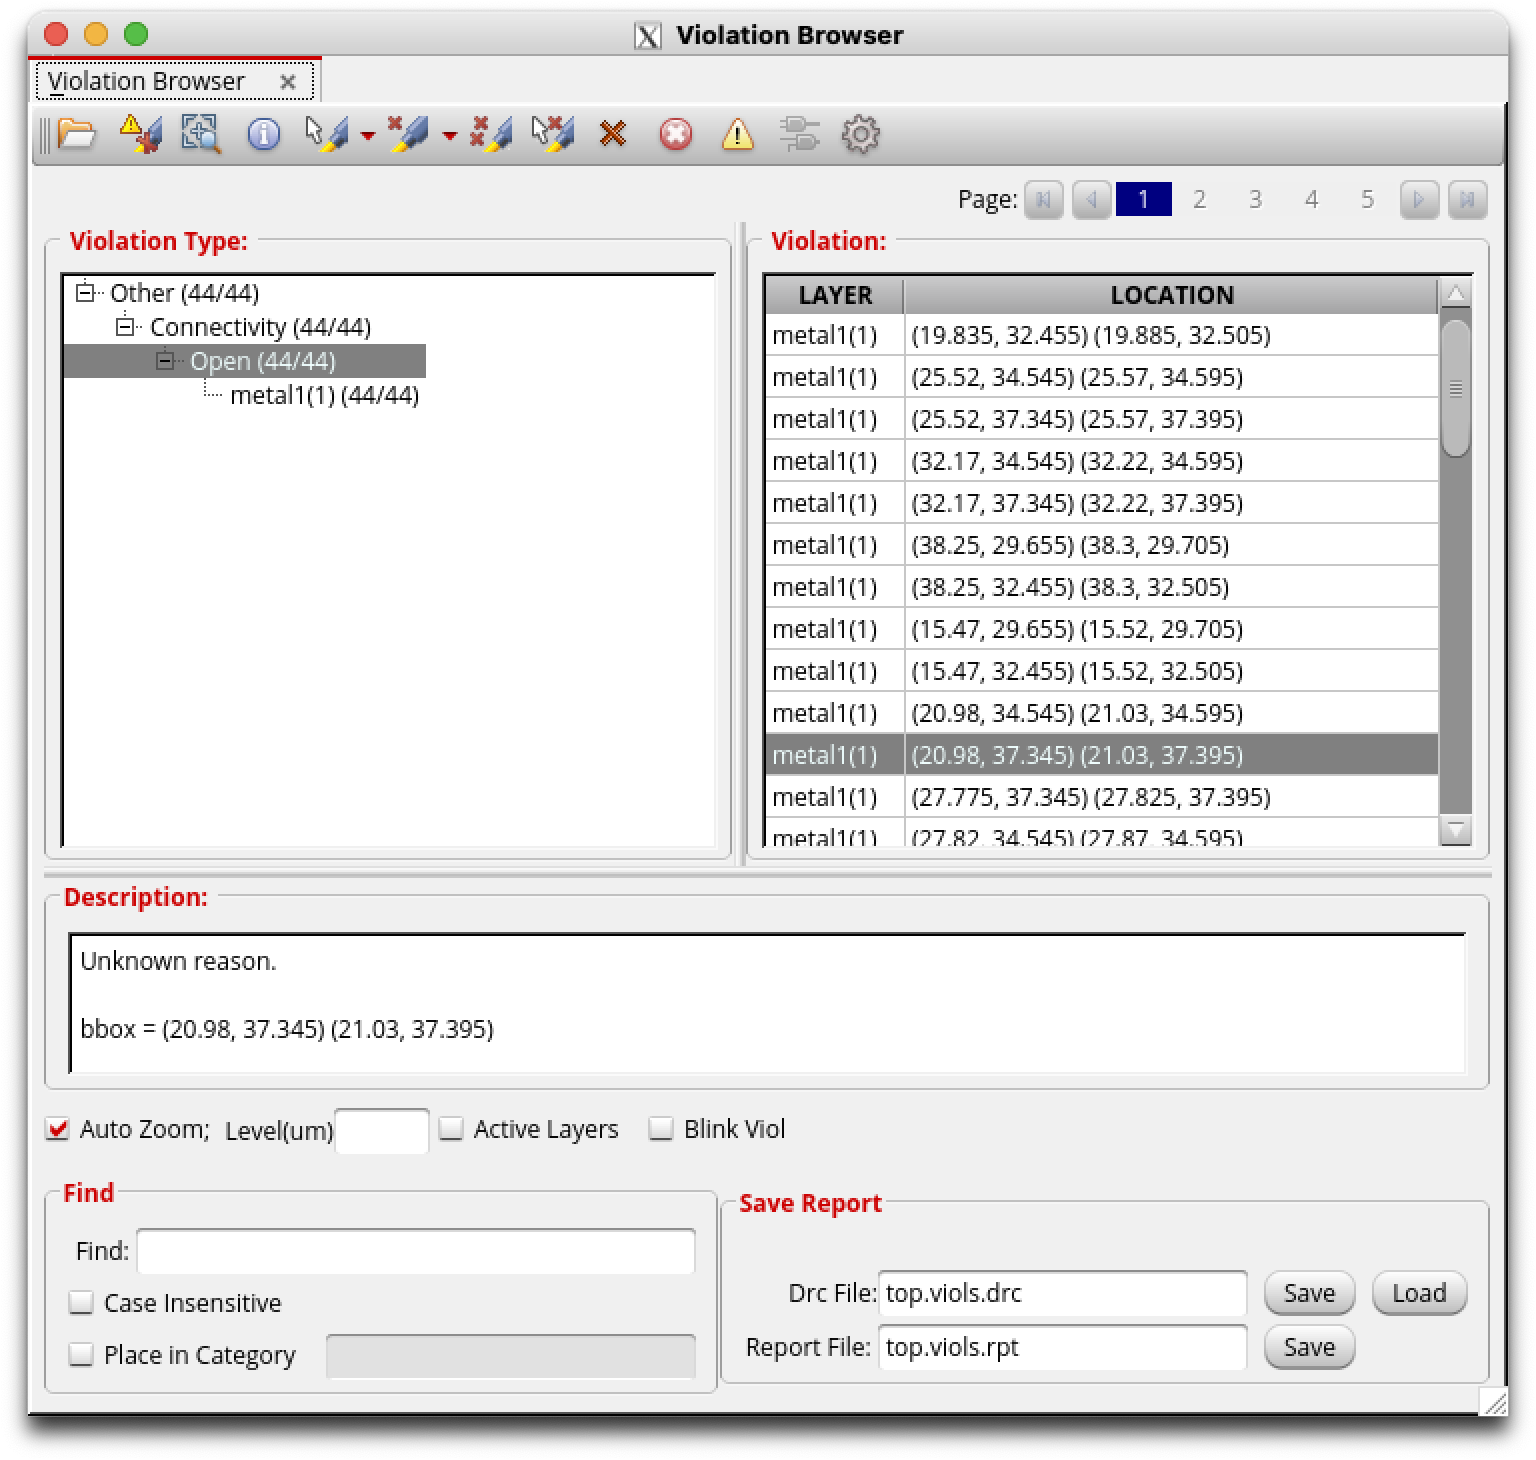 Violation Browser
Violation Browser
Page: 1 2 3 4 5
Violation Type:
Other (44/44)
Connectivity (44/44)
Open (44/44)
metal1(1) (44/44)
Violation:
LAYER LOCATION
metal1(1) (19.835, 32.455) (19.885, 32.505)
metal1(1) (25.52, 34.545) (25.57, 34.595)
metal1(1) (25.52, 37.345) (25.57, 37.395)
metal1(1) (32.17, 34.545) (32.22, 34.595)
metal1(1) (32.17, 37.345) (32.22, 37.395)
metal1(1) (38.25, 29.655) (38.3, 29.705)
metal1(1) (38.25, 32.455) (38.3, 32.505)
metal1(1) (15.47, 29.655) (15.52, 29.705)
metal1(1) (15.47, 32.455) (15.52, 32.505)
metal1(1) (20.98, 34.545) (21.03, 34.595)
metal1(1) (20.98, 37.345) (21.03, 37.395)
metal1(1) (27.775, 37.345) (27.825, 37.395)
metal1(1) (27.82, 34.545) (27.87, 34.595)
Description:
Unknown reason.
bbox = (20.98, 37.345) (21.03, 37.395)
Auto Zoom; Level(um) Active Layers Blink Viol
Find
Find:
Case Insensitive
Place in Category
Save Report
Drc File: top.viols.drc Save Load
Report File: top.viols.rpt Save